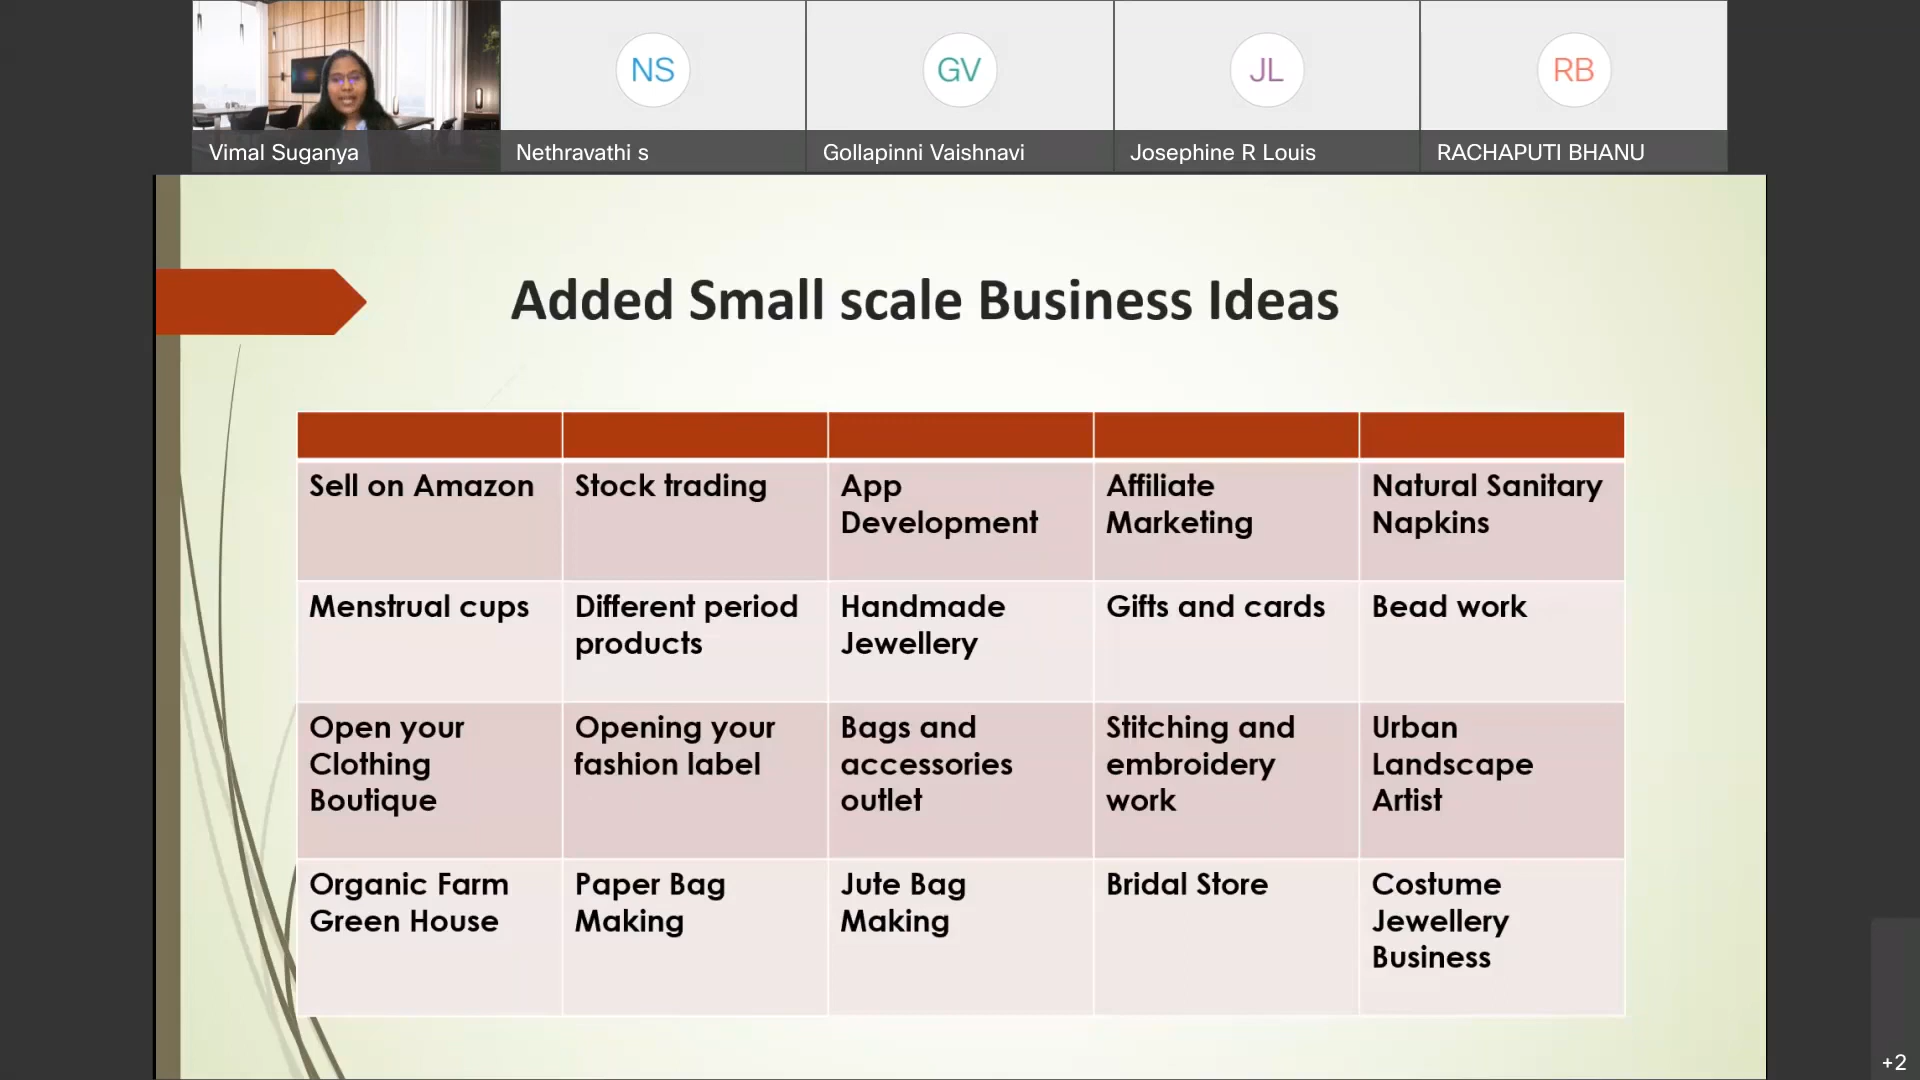 NS
GV
JL
RB
Vimal Suganya
Nethravathi s
Gollapinni Vaishnavi
Josephine R Louis
RACHAPUTI BHANU
Added Small scale Business Ideas
Sell on Amazon
Stock trading
App
Development
Affiliate
Marketing
Natural Sanitary
Napkins
Menstrual cups
Different period
products
Handmade
Jewellery
Gifts and cards
Bead work
Open your
Clothing
Boutique
Opening your
fashion label
Bags and
accessories
outlet
Stitching and
embroidery
work
Urban
Landscape
Artist
Organic Farm
Green House
Paper Bag
Making
Jute Bag
Making
Bridal Store
Costume
Jewellery
Business
+2